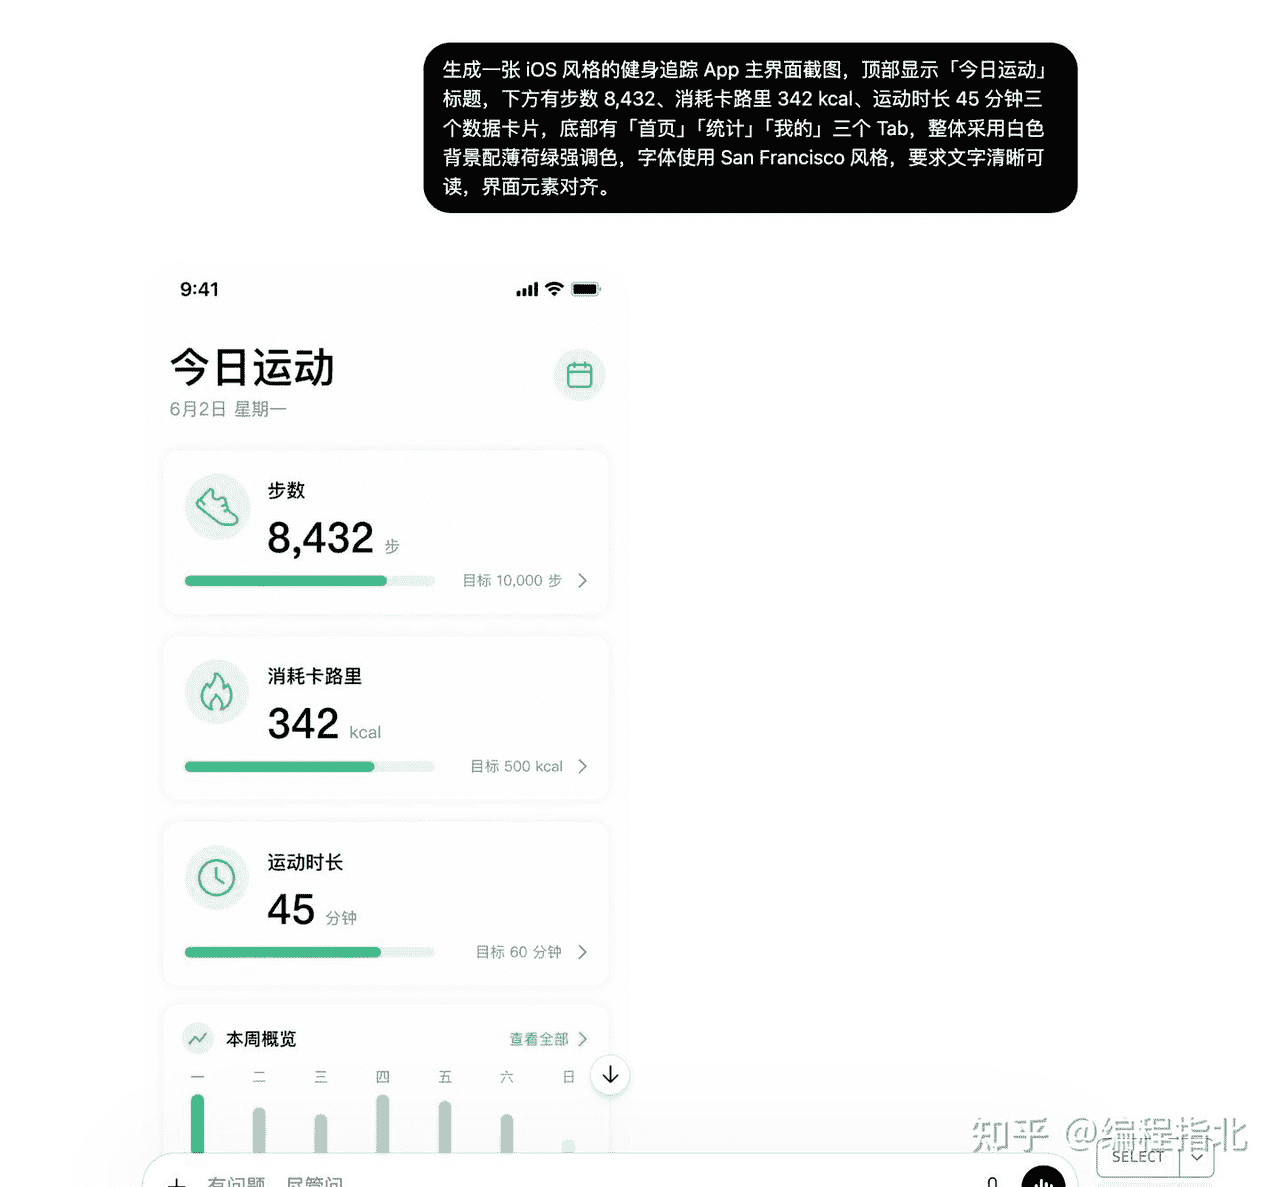 生成一张 iOS 风格的健身追踪 App 主界面截图，顶部显示「今日运动」
标题，下方有步数 8,432、消耗卡路里 342 kcal、运动时长 45 分钟三
个数据卡片，底部有「首页」「统计」「我的」三个 Tab，整体采用白色
背景配薄荷绿强调色，字体使用 San Francisco 风格，要求文字清晰可
读，界面元素对齐。
9:41
今日运动
6月2日 星期一
步数
8,432 步
目标 10,000 步
消耗卡路里
342 kcal
目标 500 kcal
运动时长
45 分钟
目标 60 分钟
本周概览
查看全部
一 二 三 四 五 六 日
知乎 @编程指北
SELECT
有问题，尽管问